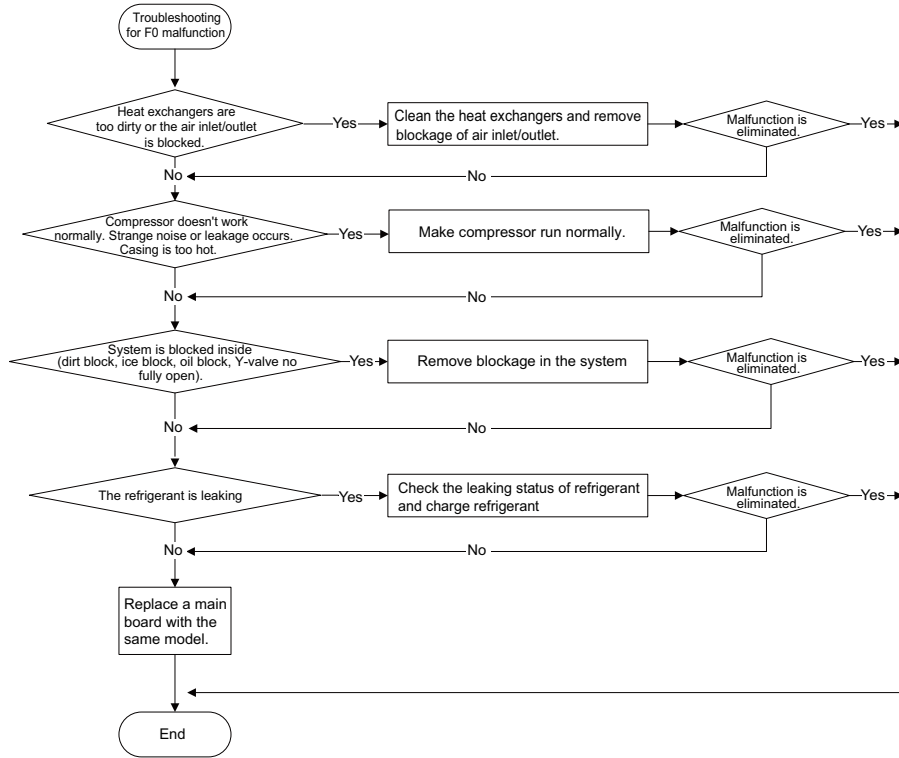 Troubleshooting
for F0 malfunction
Heat exchangers are
too dirty or the air inlet/outlet
is blocked.
Yes
Clean the heat exchangers and remove
blockage of air inlet/outlet.
Malfunction is
eliminated.
Yes
No
No
Compressor doesn't work
normally. Strange noise or leakage occurs.
Casing is too hot.
Yes
Make compressor run normally.
Malfunction is
eliminated.
Yes
No
No
System is blocked inside
(dirt block, ice block, oil block, Y-valve no
fully open).
Yes
Remove blockage in the system
Malfunction is
eliminated.
Yes
No
No
The refrigerant is leaking
Yes
Check the leaking status of refrigerant
and charge refrigerant
Malfunction is
eliminated.
Yes
No
No
Replace a main
board with the
same model.
End